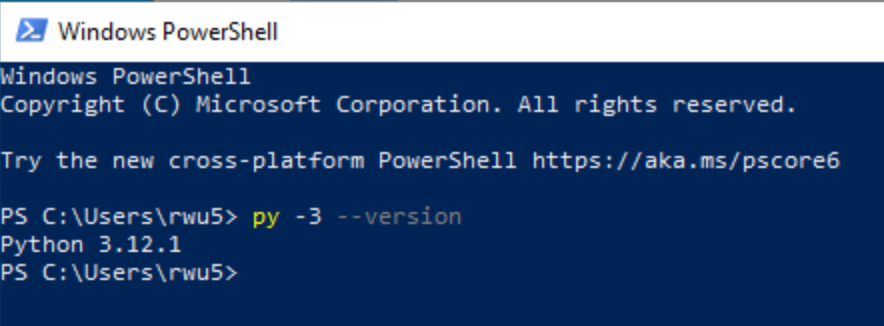 Windows PowerShell
Windows PowerShell
Copyright (C) Microsoft Corporation. All rights reserved.
Try the new cross-platform PowerShell https://aka.ms/pscore6
PS C:\Users\rwu5> py -3 --version
Python 3.12.1
PS C:\Users\rwu5>